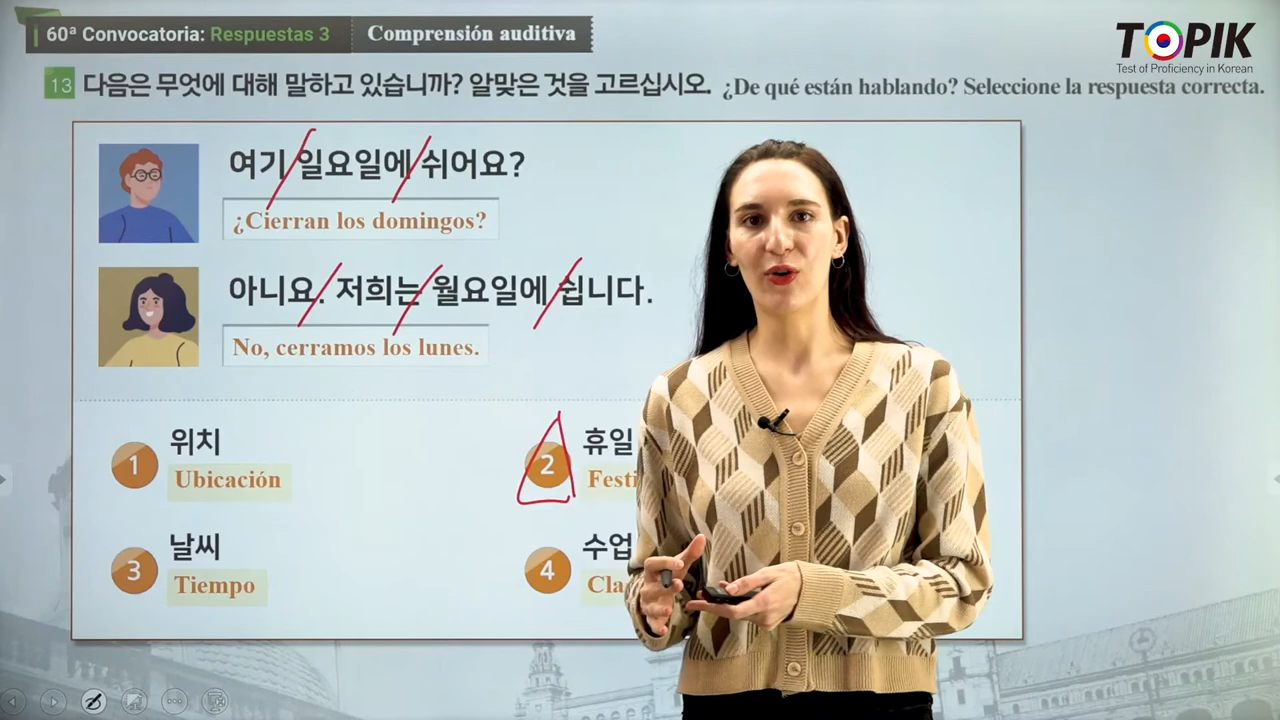 60ª Convocatoria: Respuestas 3
Comprensión auditiva
TOPIK
Test of Proficiency in Korean
13 다음은 무엇에 대해 말하고 있습니까? 알맞은 것을 고르십시오. ¿De qué están hablando? Seleccione la respuesta correcta.
여기 일요일에 쉬어요?
¿Cierran los domingos?
아니요. 저희는 월요일에 쉽니다.
No, cerramos los lunes.
1 위치
Ubicación
2 휴일
3 날씨
Tiempo
4 수업